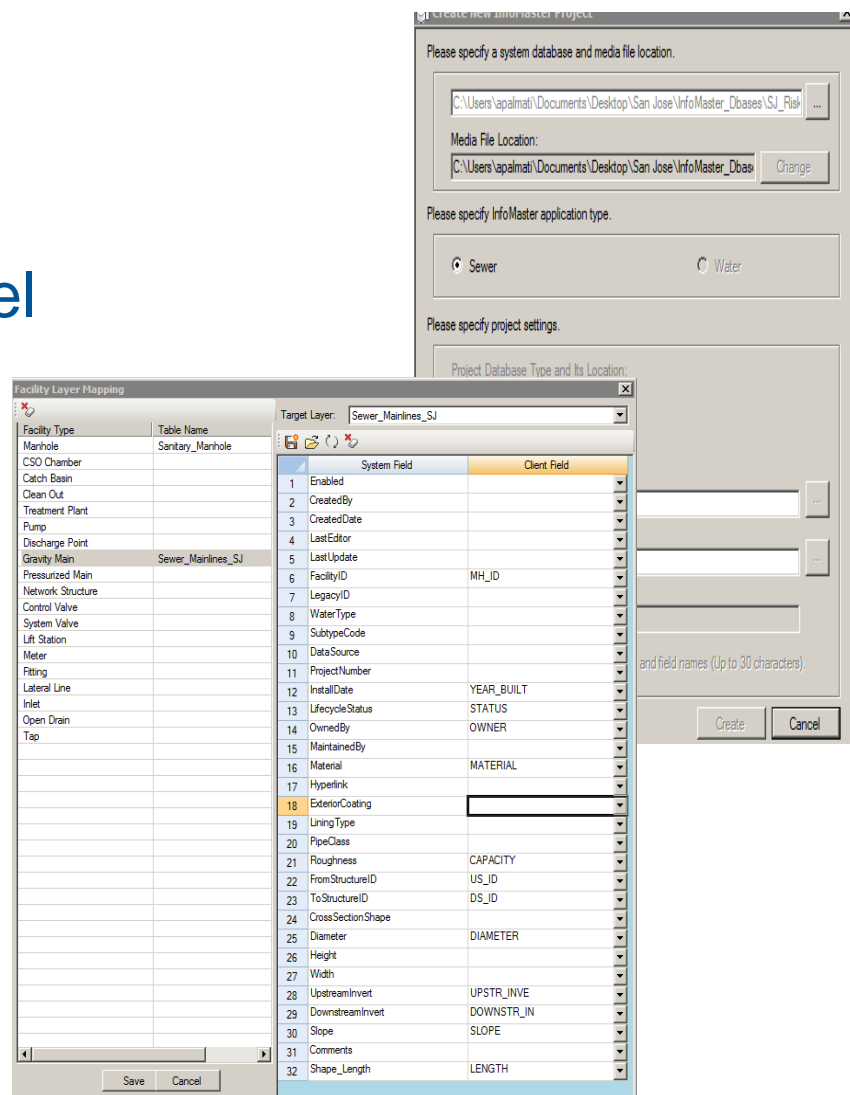 Create New InfoMaster Project
Please specify a system database and media file location.
C:\Users\apalmati\Documents\Desktop\San Jose\InfoMaster_Dbases\SJ_Risk
...
Media File Location:
C:\Users\apalmati\Documents\Desktop\San Jose\InfoMaster_Dbas
Change
Please specify InfoMaster application type.
Sewer
Water
Please specify project settings.
Project Database Type and Its Location:
...
...
and field names (Up to 30 characters).
Create
Cancel
el
Facility Layer Mapping
Facility Type Table Name
Manhole Sanitary_Manhole
CSO Chamber
Catch Basin
Clean Out
Treatment Plant
Pump
Discharge Point
Gravity Main Sewer_Mainlines_SJ
Pressurized Main
Network Structure
Control Valve
System Valve
Lift Station
Meter
Fitting
Lateral Line
Inlet
Open Drain
Tap
Save
Cancel
Target Layer: Sewer_Mainlines_SJ
System Field Client Field
1 Enabled
2 CreatedBy
3 CreatedDate
4 LastEditor
5 LastUpdate
6 FacilityID MH_ID
7 LegacyID
8 WaterType
9 SubtypeCode
10 DataSource
11 ProjectNumber
12 InstallDate YEAR_BUILT
13 LifecycleStatus STATUS
14 OwnedBy OWNER
15 MaintainedBy
16 Material MATERIAL
17 Hyperlink
18 ExteriorCoating
19 LiningType
20 PipeClass
21 Roughness CAPACITY
22 FromStructureID US_ID
23 ToStructureID DS_ID
24 CrossSectionShape
25 Diameter DIAMETER
26 Height
27 Width
28 UpstreamInvert UPSTR_INVE
29 DownstreamInvert DOWNSTR_IN
30 Slope SLOPE
31 Comments
32 Shape_Length LENGTH